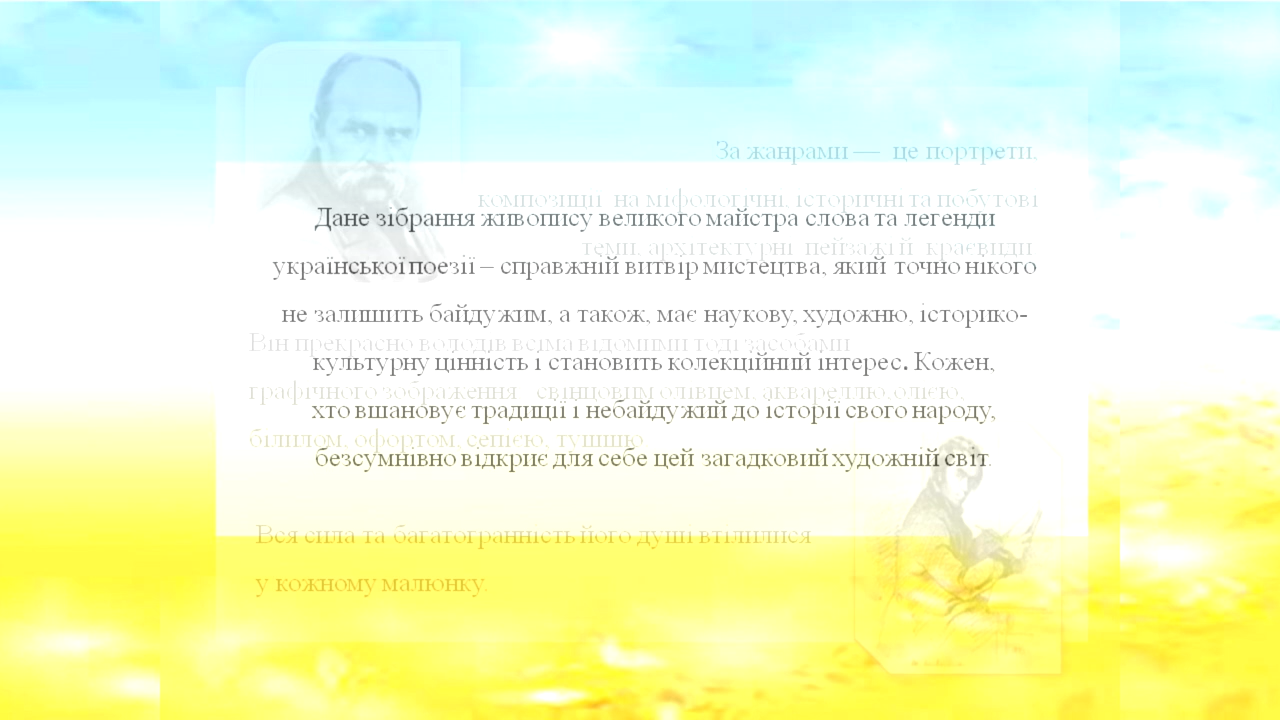 За жанрами — це портрети,
композиції на міфологічні, історичні та побутові
теми, архітектурні пейзажі й краєвиди
Дане зібрання живопису великого майстра слова та легенди
української поезії – справжній витвір мистецтва, який точно нікого
не залишить байдужим, а також, має наукову, художню, історико-
культурну цінність і становить колекційний інтерес. Кожен,
хто вшановує традиції і небайдужий до історії свого народу,
безсумнівно відкриє для себе цей загадковий художній світ.
Він прекрасно володів всіма відомими тоді засобами
графічного зображення свінцовим олівцем, аквареллю, олією,
білилом, офортом, сепією, тушшю
Вся сила та багатогранність його душі втілилися
у кожному малюнку.